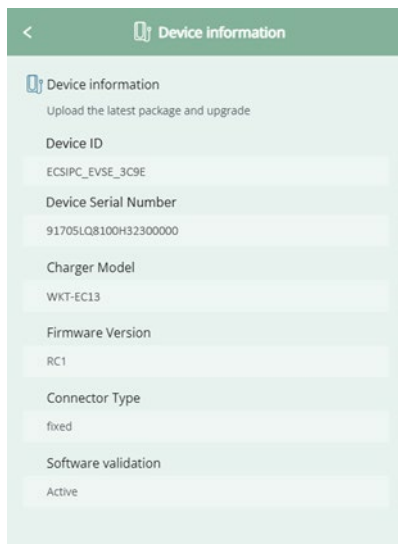 Device information
Device information
Upload the latest package and upgrade
Device ID
ECSIPC_EVSE_3C9E
Device Serial Number
91705LQ8100H32300000
Charger Model
WKT-EC13
Firmware Version
RC1
Connector Type
fixed
Software validation
Active